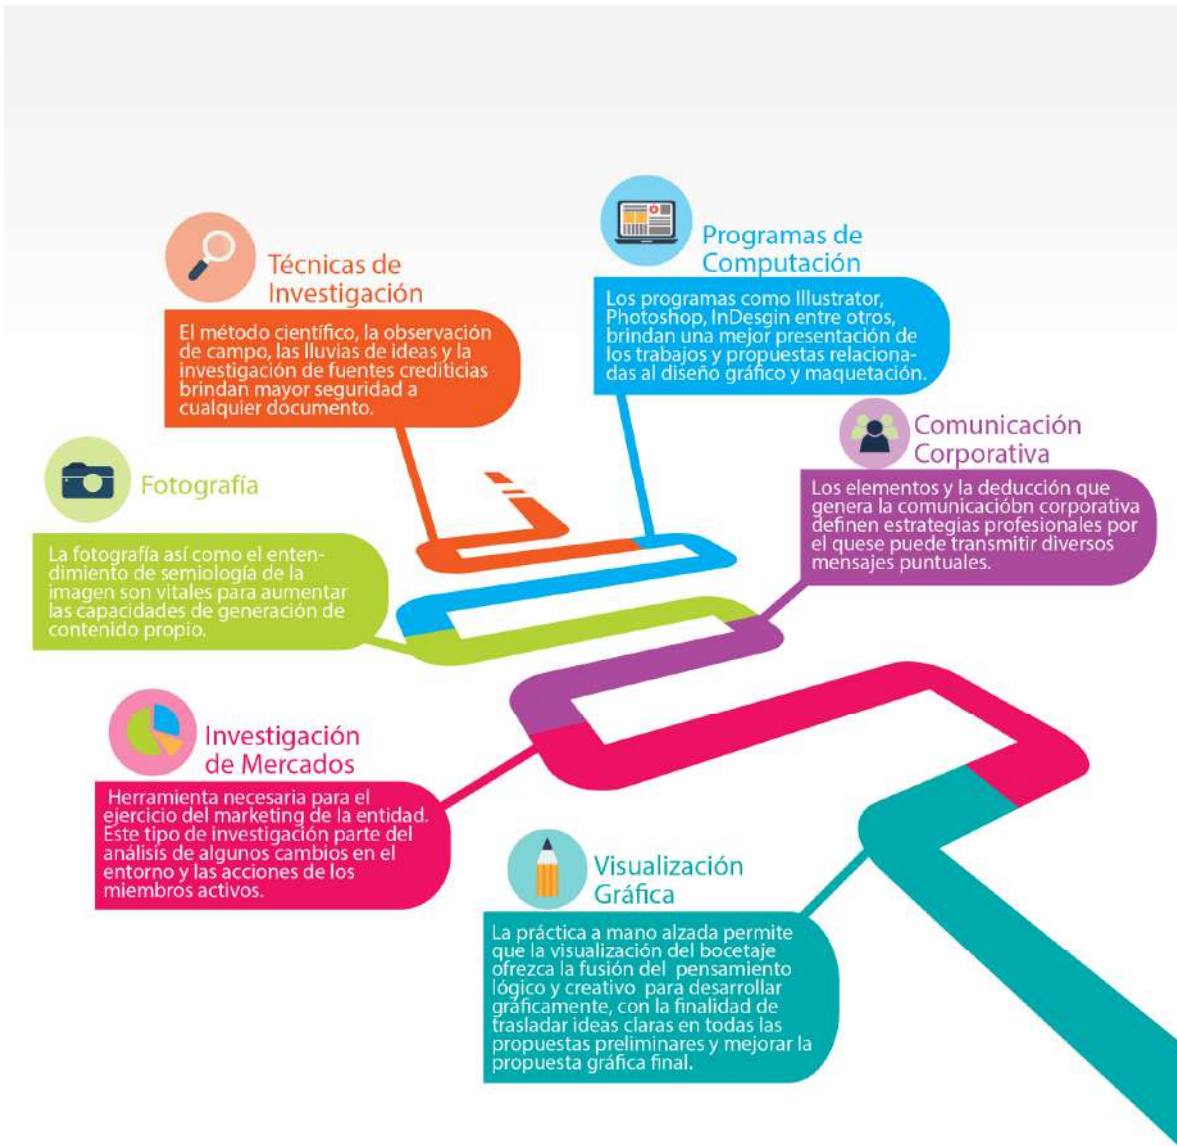 Técnicas de
Investigación
El método científico, la observación
de campo, las lluvias de ideas y la
investigación de fuentes crediticias
brindan mayor seguridad a
cualquier documento.
Programas de
Computación
Los programas como Illustrator,
Photoshop, InDesgin entre otros,
brindan una mejor presentación de
los trabajos y propuestas relaciona-
das al diseño gráfico y maquetación.
Comunicación
Corporativa
Los elementos y la deducción que
genera la comunicacióbn corporativa
definen estrategias profesionales por
el quese puede transmitir diversos
mensajes puntuales.
Fotografía
La fotografía así como el enten-
dimiento de semiología de la
imagen son vitales para aumentar
las capacidades de generación de
contenido propio.
Investigación
de Mercados
Herramienta necesaria para el
ejercicio del marketing de la entidad.
Este tipo de investigación parte del
análisis de algunos cambios en el
entorno y las acciones de los
miembros activos.
Visualización
Gráfica
La práctica a mano alzada permite
que la visualización del bocetaje
ofrezca la fusión del pensamiento
lógico y creativo para desarrollar
gráficamente, con la finalidad de
trasladar ideas claras en todas las
propuestas preliminares y mejorar la
propuesta gráfica final.